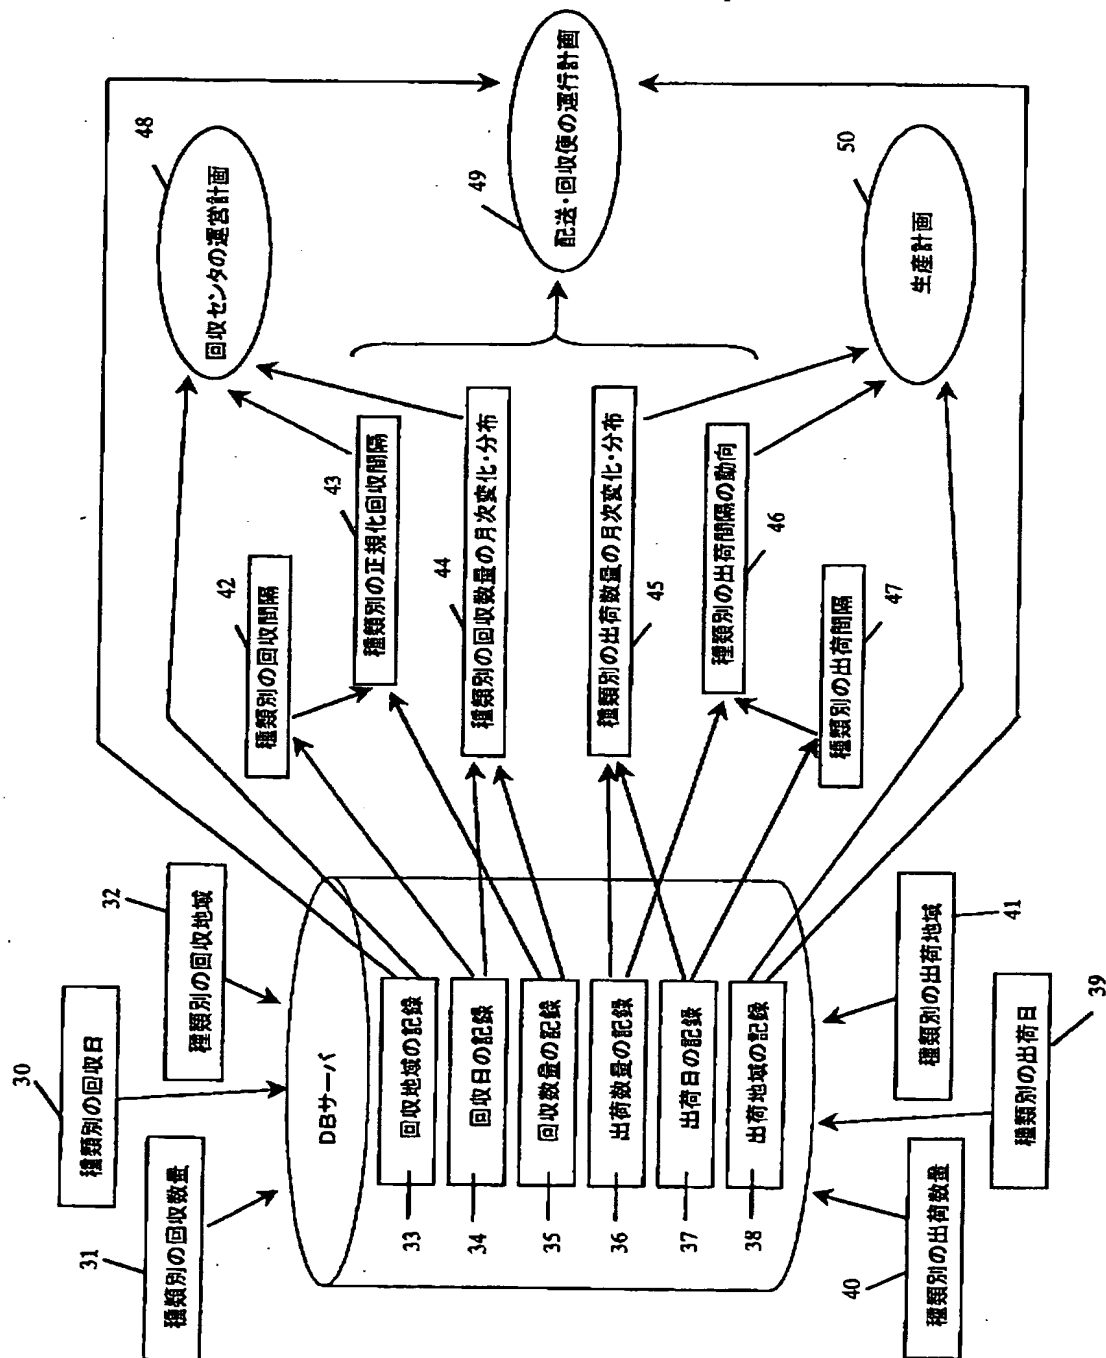 31
種類別の回収数量
30
種類別の回収日
32
種類別の回収地域
DBサーバ
33
回収地域の記録
34
回収日の記録
35
回収数量の記録
36
出荷数量の記録
37
出荷日の記録
38
出荷地域の記録
40
種類別の出荷数量
39
種類別の出荷日
41
種類別の出荷地域
42
種類別の回収間隔
43
種類別の正規化回収間隔
44
種類別の回収数量の月次変化・分布
45
種類別の出荷数量の月次変化・分布
46
種類別の出荷間隔の動向
47
種類別の出荷間隔
48
回収センタの運営計画
49
配送・回収便の運行計画
50
生産計画